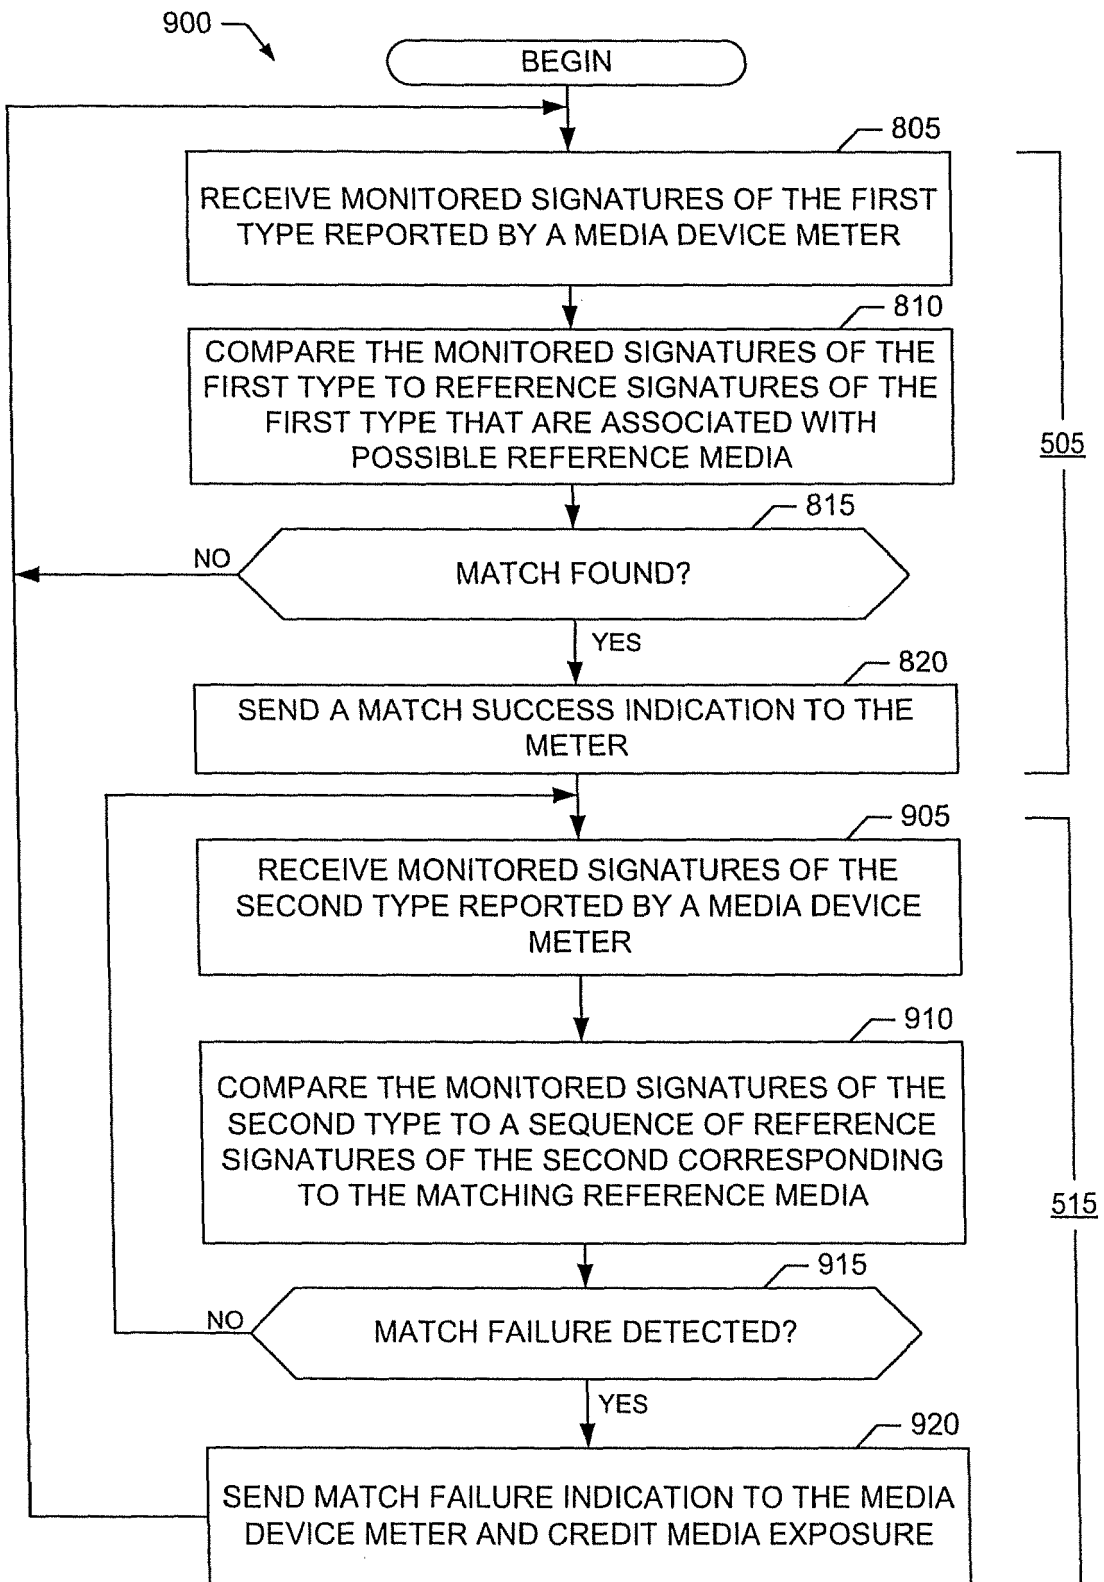 900
BEGIN
805
RECEIVE MONITORED SIGNATURES OF THE FIRST
TYPE REPORTED BY A MEDIA DEVICE METER
810
COMPARE THE MONITORED SIGNATURES OF THE
FIRST TYPE TO REFERENCE SIGNATURES OF THE
FIRST TYPE THAT ARE ASSOCIATED WITH
POSSIBLE REFERENCE MEDIA
505
815
NO
MATCH FOUND?
YES
820
SEND A MATCH SUCCESS INDICATION TO THE
METER
905
RECEIVE MONITORED SIGNATURES OF THE
SECOND TYPE REPORTED BY A MEDIA DEVICE
METER
910
COMPARE THE MONITORED SIGNATURES OF THE
SECOND TYPE TO A SEQUENCE OF REFERENCE
SIGNATURES OF THE SECOND CORRESPONDING
TO THE MATCHING REFERENCE MEDIA
515
915
NO
MATCH FAILURE DETECTED?
YES
920
SEND MATCH FAILURE INDICATION TO THE MEDIA
DEVICE METER AND CREDIT MEDIA EXPOSURE